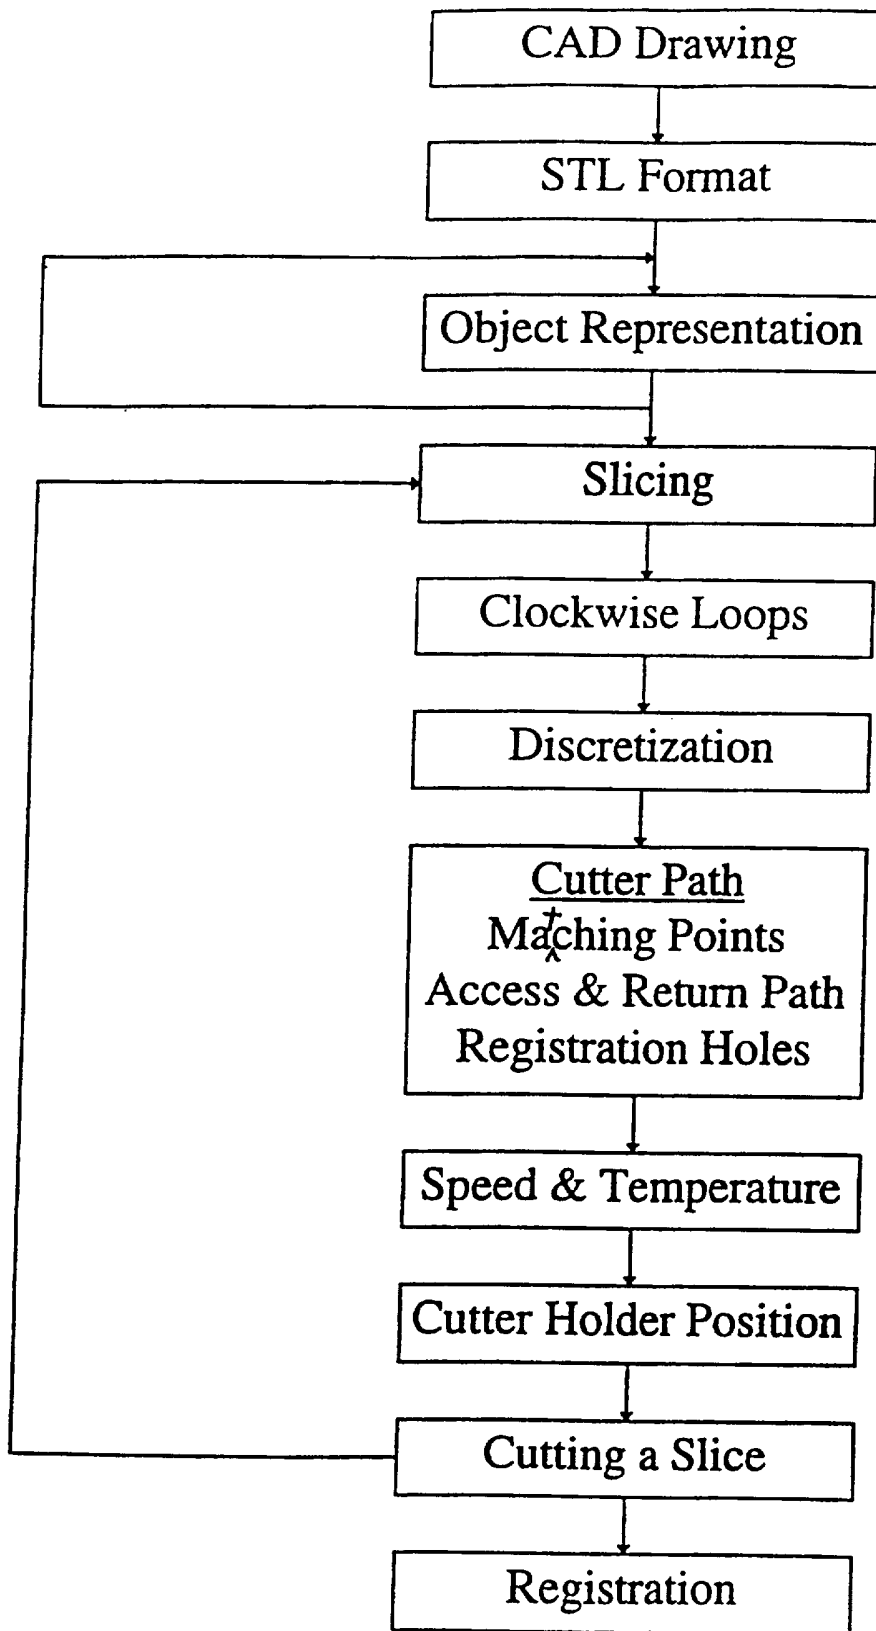 CAD Drawing
STL Format
Object Representation
Slicing
Clockwise Loops
Discretization
Cutter Path
Matching Points
Access & Return Path
Registration Holes
Speed & Temperature
Cutter Holder Position
Cutting a Slice
Registration